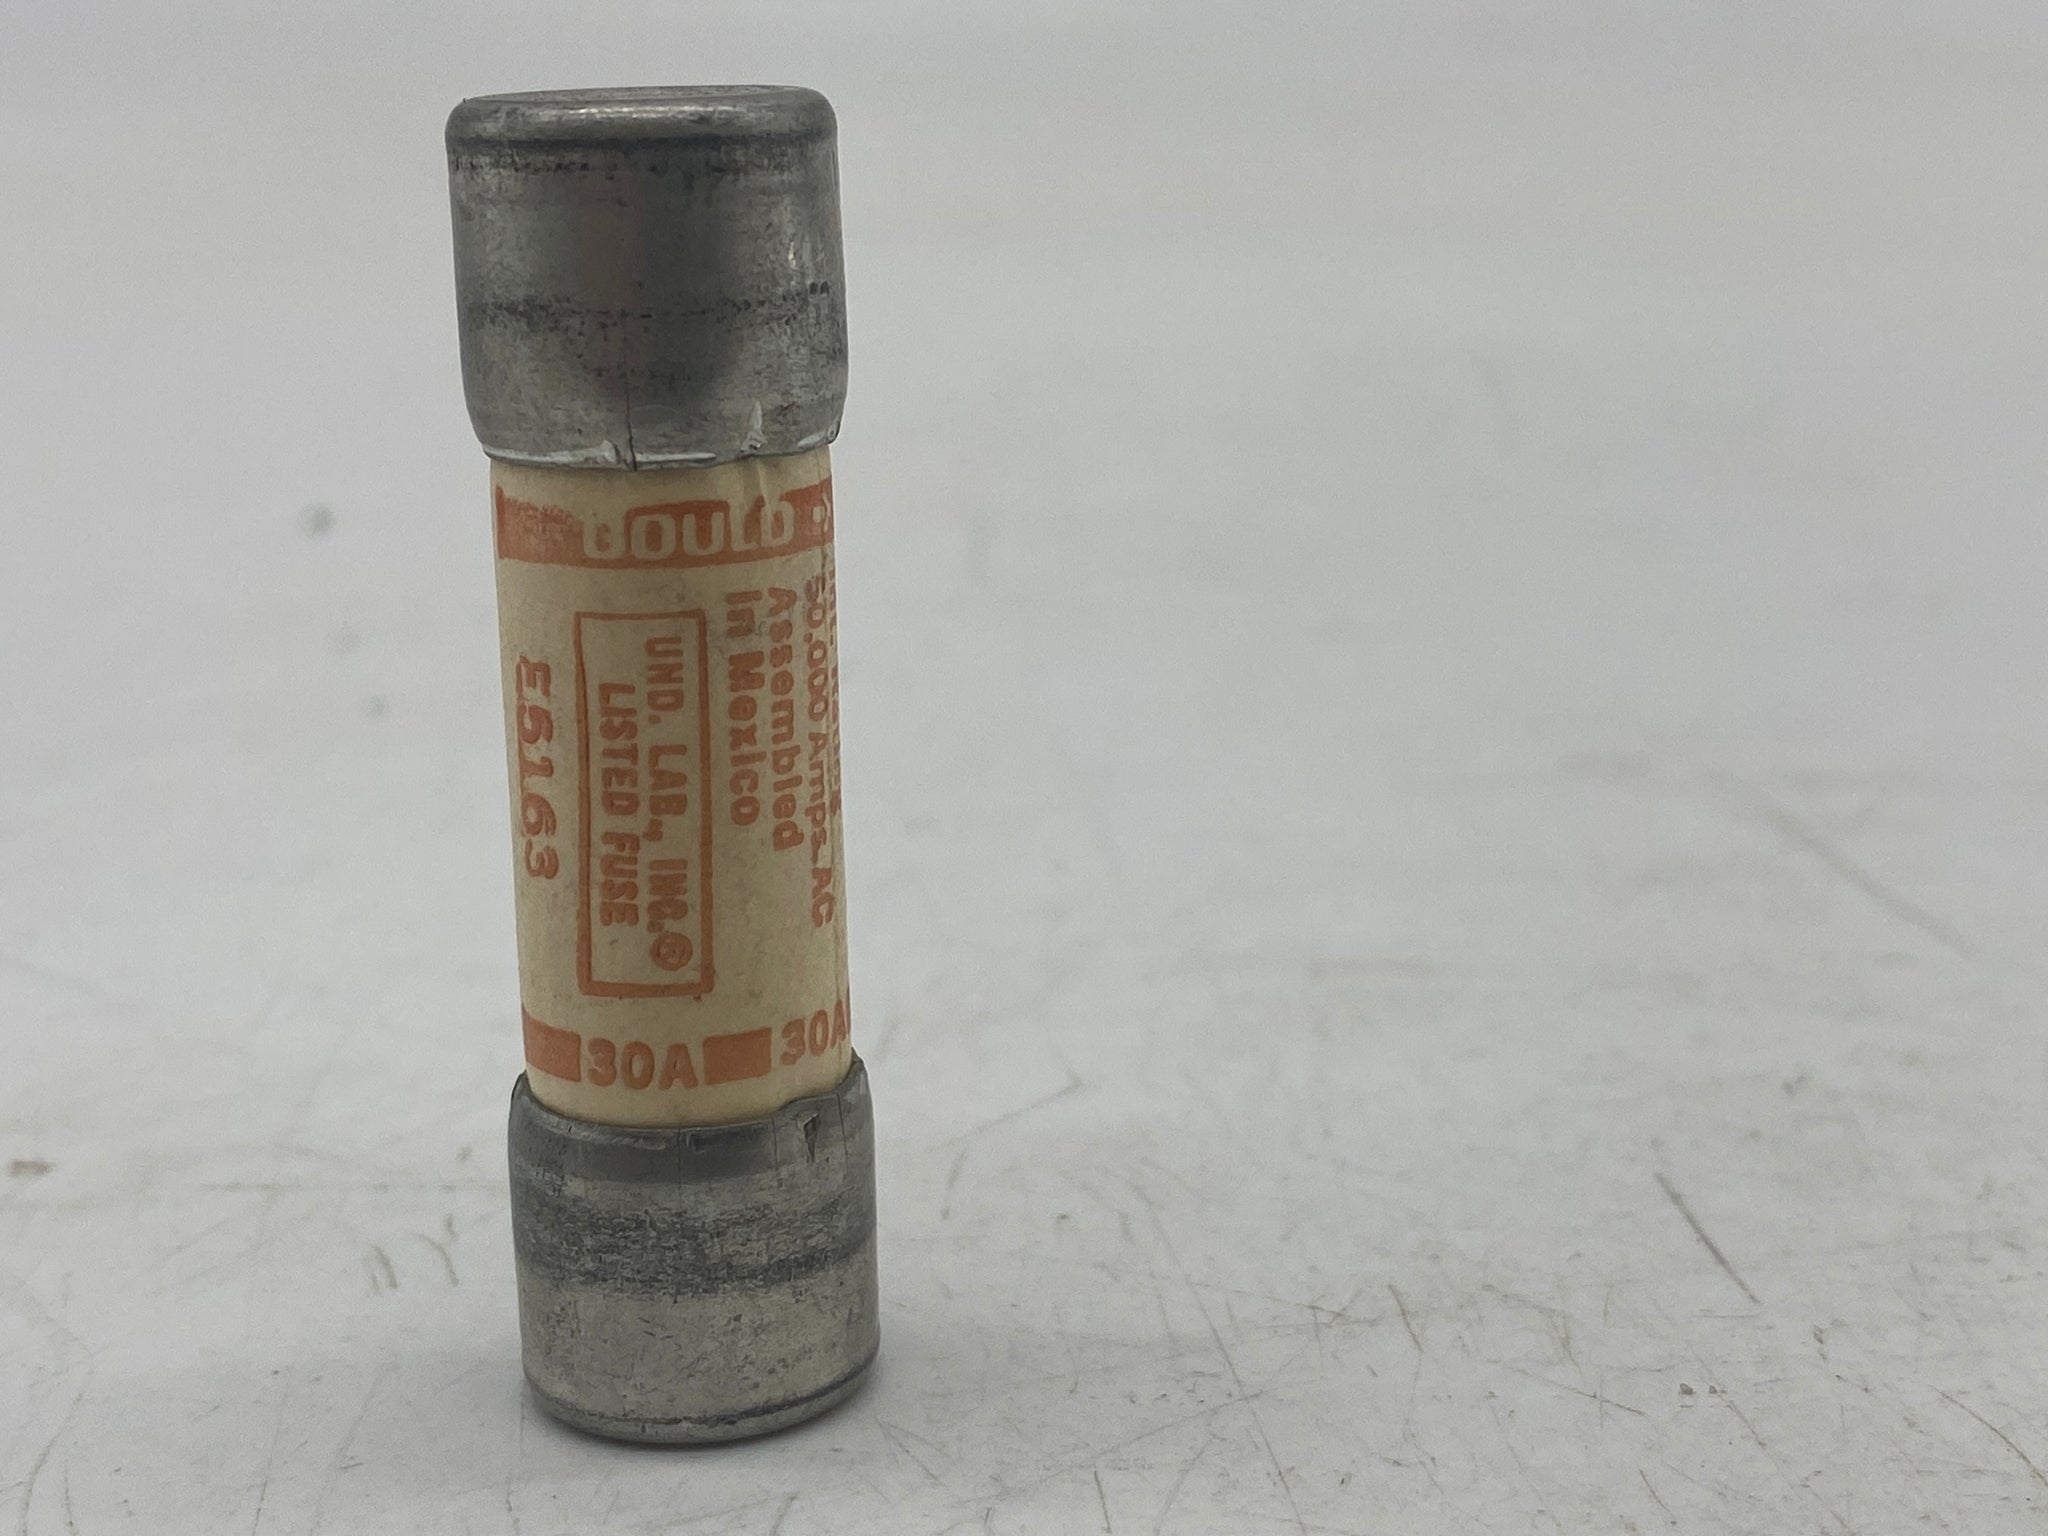 GOULD
50,000 Amps AC
Assembled
In Mexico
UND. LAB., INC.®
LISTED FUSE
E5163
30A 30A